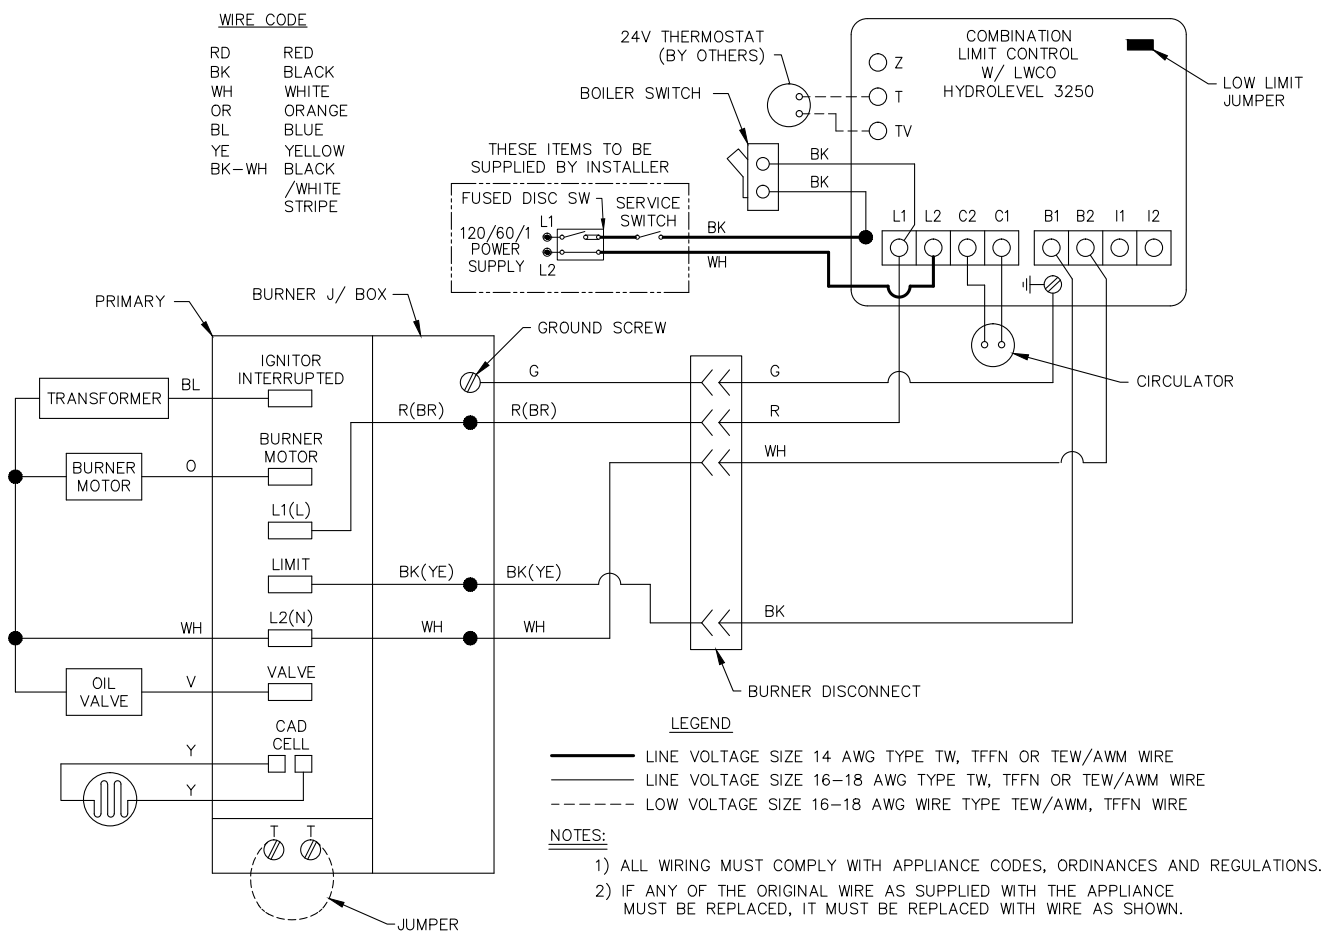 WIRE CODE
RD RED
BK BLACK
WH WHITE
OR ORANGE
BL BLUE
YE YELLOW
BK-WH BLACK
/WHITE
STRIPE
24V THERMOSTAT
(BY OTHERS)
BOILER SWITCH
COMBINATION
LIMIT CONTROL
W/ LWCO
HYDROLEVEL 3250
LOW LIMIT
JUMPER
Z
T
TV
THESE ITEMS TO BE
SUPPLIED BY INSTALLER
FUSED DISC SW
SERVICE
SWITCH
L1
120/60/1
POWER
SUPPLY
L2
BK
BK
BK
WH
L1 L2 C2 C1 B1 B2 I1 I2
PRIMARY
BURNER J/ BOX
GROUND SCREW
CIRCULATOR
IGNITOR
INTERRUPTED
TRANSFORMER
BL
G
G
R(BR)
R(BR)
R
BURNER
MOTOR
BURNER
MOTOR
O
WH
L1(L)
LIMIT
BK(YE)
BK(YE)
BK
L2(N)
WH
WH
WH
VALVE
OIL
VALVE
V
BURNER DISCONNECT
CAD
CELL
Y
Y
T T
JUMPER
LEGEND
LINE VOLTAGE SIZE 14 AWG TYPE TW, TFFN OR TEW/AWM WIRE
LINE VOLTAGE SIZE 16-18 AWG TYPE TW, TFFN OR TEW/AWM WIRE
LOW VOLTAGE SIZE 16-18 AWG WIRE TYPE TEW/AWM, TFFN WIRE
NOTES:
1) ALL WIRING MUST COMPLY WITH APPLIANCE CODES, ORDINANCES AND REGULATIONS.
2) IF ANY OF THE ORIGINAL WIRE AS SUPPLIED WITH THE APPLIANCE
MUST BE REPLACED, IT MUST BE REPLACED WITH WIRE AS SHOWN.